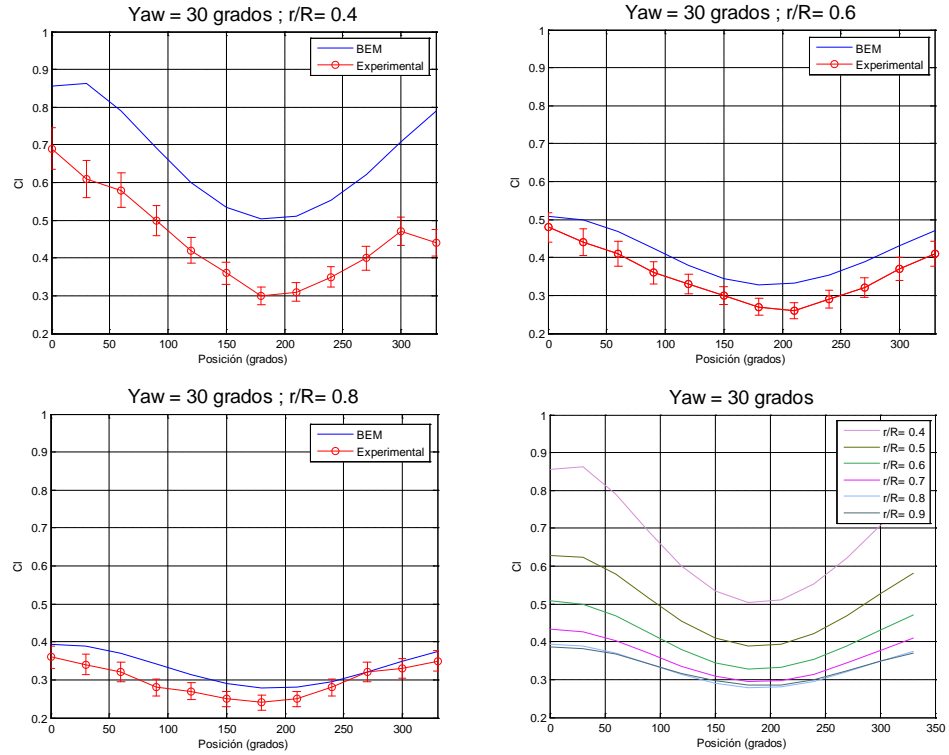 Yaw = 30 grados ; r/R= 0.4
1
0.9
0.8
0.7
0.6
0.5
0.4
0.3
0.2
Cl
0 50 100 150 200 250 300
Posición (grados)
BEM
Experimental
Yaw = 30 grados ; r/R= 0.6
1
0.9
0.8
0.7
0.6
0.5
0.4
0.3
0.2
Cl
0 50 100 150 200 250 300
Posición (grados)
BEM
Experimental
Yaw = 30 grados ; r/R= 0.8
1
0.9
0.8
0.7
0.6
0.5
0.4
0.3
0.2
Cl
0 50 100 150 200 250 300
Posición (grados)
BEM
Experimental
Yaw = 30 grados
1
0.9
0.8
0.7
0.6
0.5
0.4
0.3
0.2
Cl
0 50 100 150 200 250 300 350
Posición (grados)
r/R= 0.4
r/R= 0.5
r/R= 0.6
r/R= 0.7
r/R= 0.8
r/R= 0.9